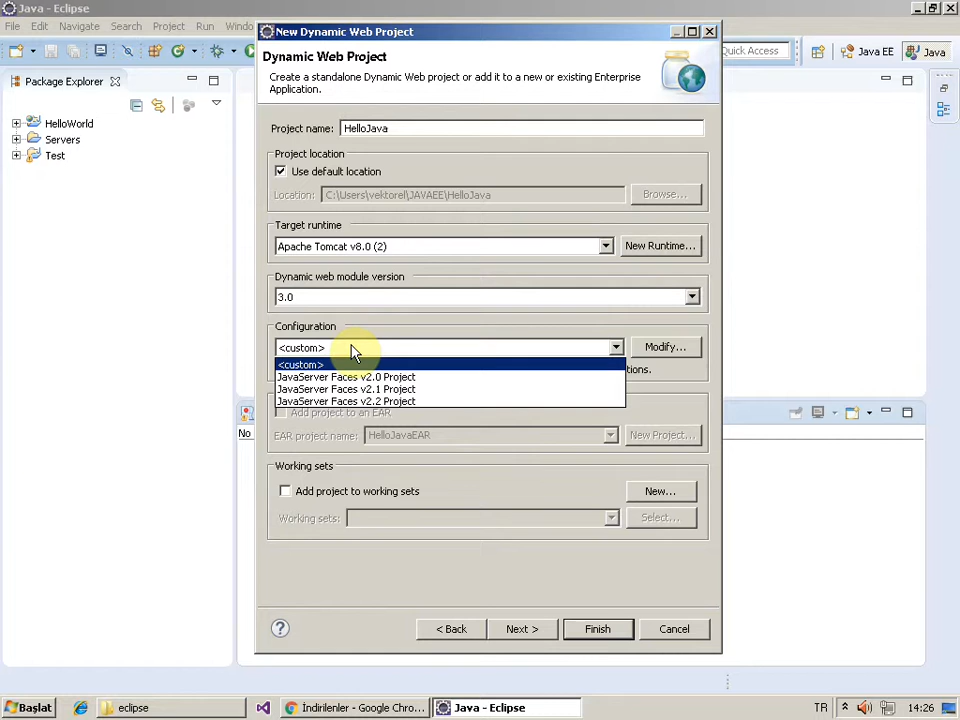 Java - Eclipse
File Edit Navigate Search Project Run Windo
Quick Access
Java EE
Java
Package Explorer
HelloWorld
Servers
Test
New Dynamic Web Project
Dynamic Web Project
Create a standalone Dynamic Web project or add it to a new or existing Enterprise
Application.
Project name: HelloJava
Project location
Use default location
Location: C:\Users\vektorel\JAVAEE\HelloJava Browse...
Target runtime
Apache Tomcat v8.0 (2) New Runtime...
Dynamic web module version
3.0
Configuration
<custom> Modify...
<custom>
ions.
JavaServer Faces v2.0 Project
JavaServer Faces v2.1 Project
JavaServer Faces v2.2 Project
Add project to an EAR
EAR project name: HelloJavaEAR New Project...
No
Working sets
Add project to working sets New...
Working sets: Select...
? < Back Next > Finish Cancel
Başlat eclipse İndirilenler - Google Chro... Java - Eclipse TR 14:26